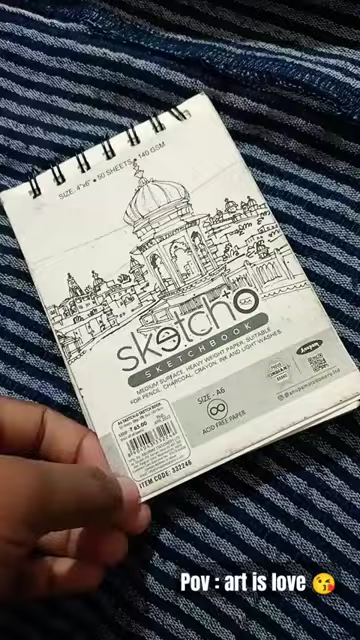 SIZE: 4"x6" • 50 SHEETS • 140 GSM
sketcho
SKETCHBOOK
MEDIUM SURFACE, HEAVY WEIGHT PAPER, SUITABLE
FOR PENCIL, CHARCOAL, CRAYON, INK AND LIGHT WASHES
Anupam
SIZE - A6
ACID FREE PAPER
ITEM CODE: 332246
Pov : art is love 😘